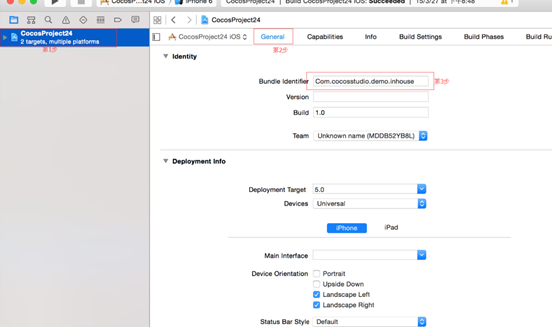 CocosP...t24 iOS
iPhone 6
CocosProject24
Build CocosProject24 iOS: Succeeded
15/3/27 at 下午8:48
1
CocosProject24
2 targets, multiple platforms
第1步
CocosProject24
CocosProject24 iOS
General
Capabilities
Info
Build Settings
Build Phases
Build Ru
第2步
Identity
Bundle Identifier
Com.cocosstudio.demo.inhouse
第3步
Version
Build
1.0
Team
Unknown name (MDDB52YB8L)
Deployment Info
Deployment Target
5.0
Devices
Universal
iPhone
iPad
Main Interface
Device Orientation
Portrait
Upside Down
Landscape Left
Landscape Right
Status Bar Style
Default